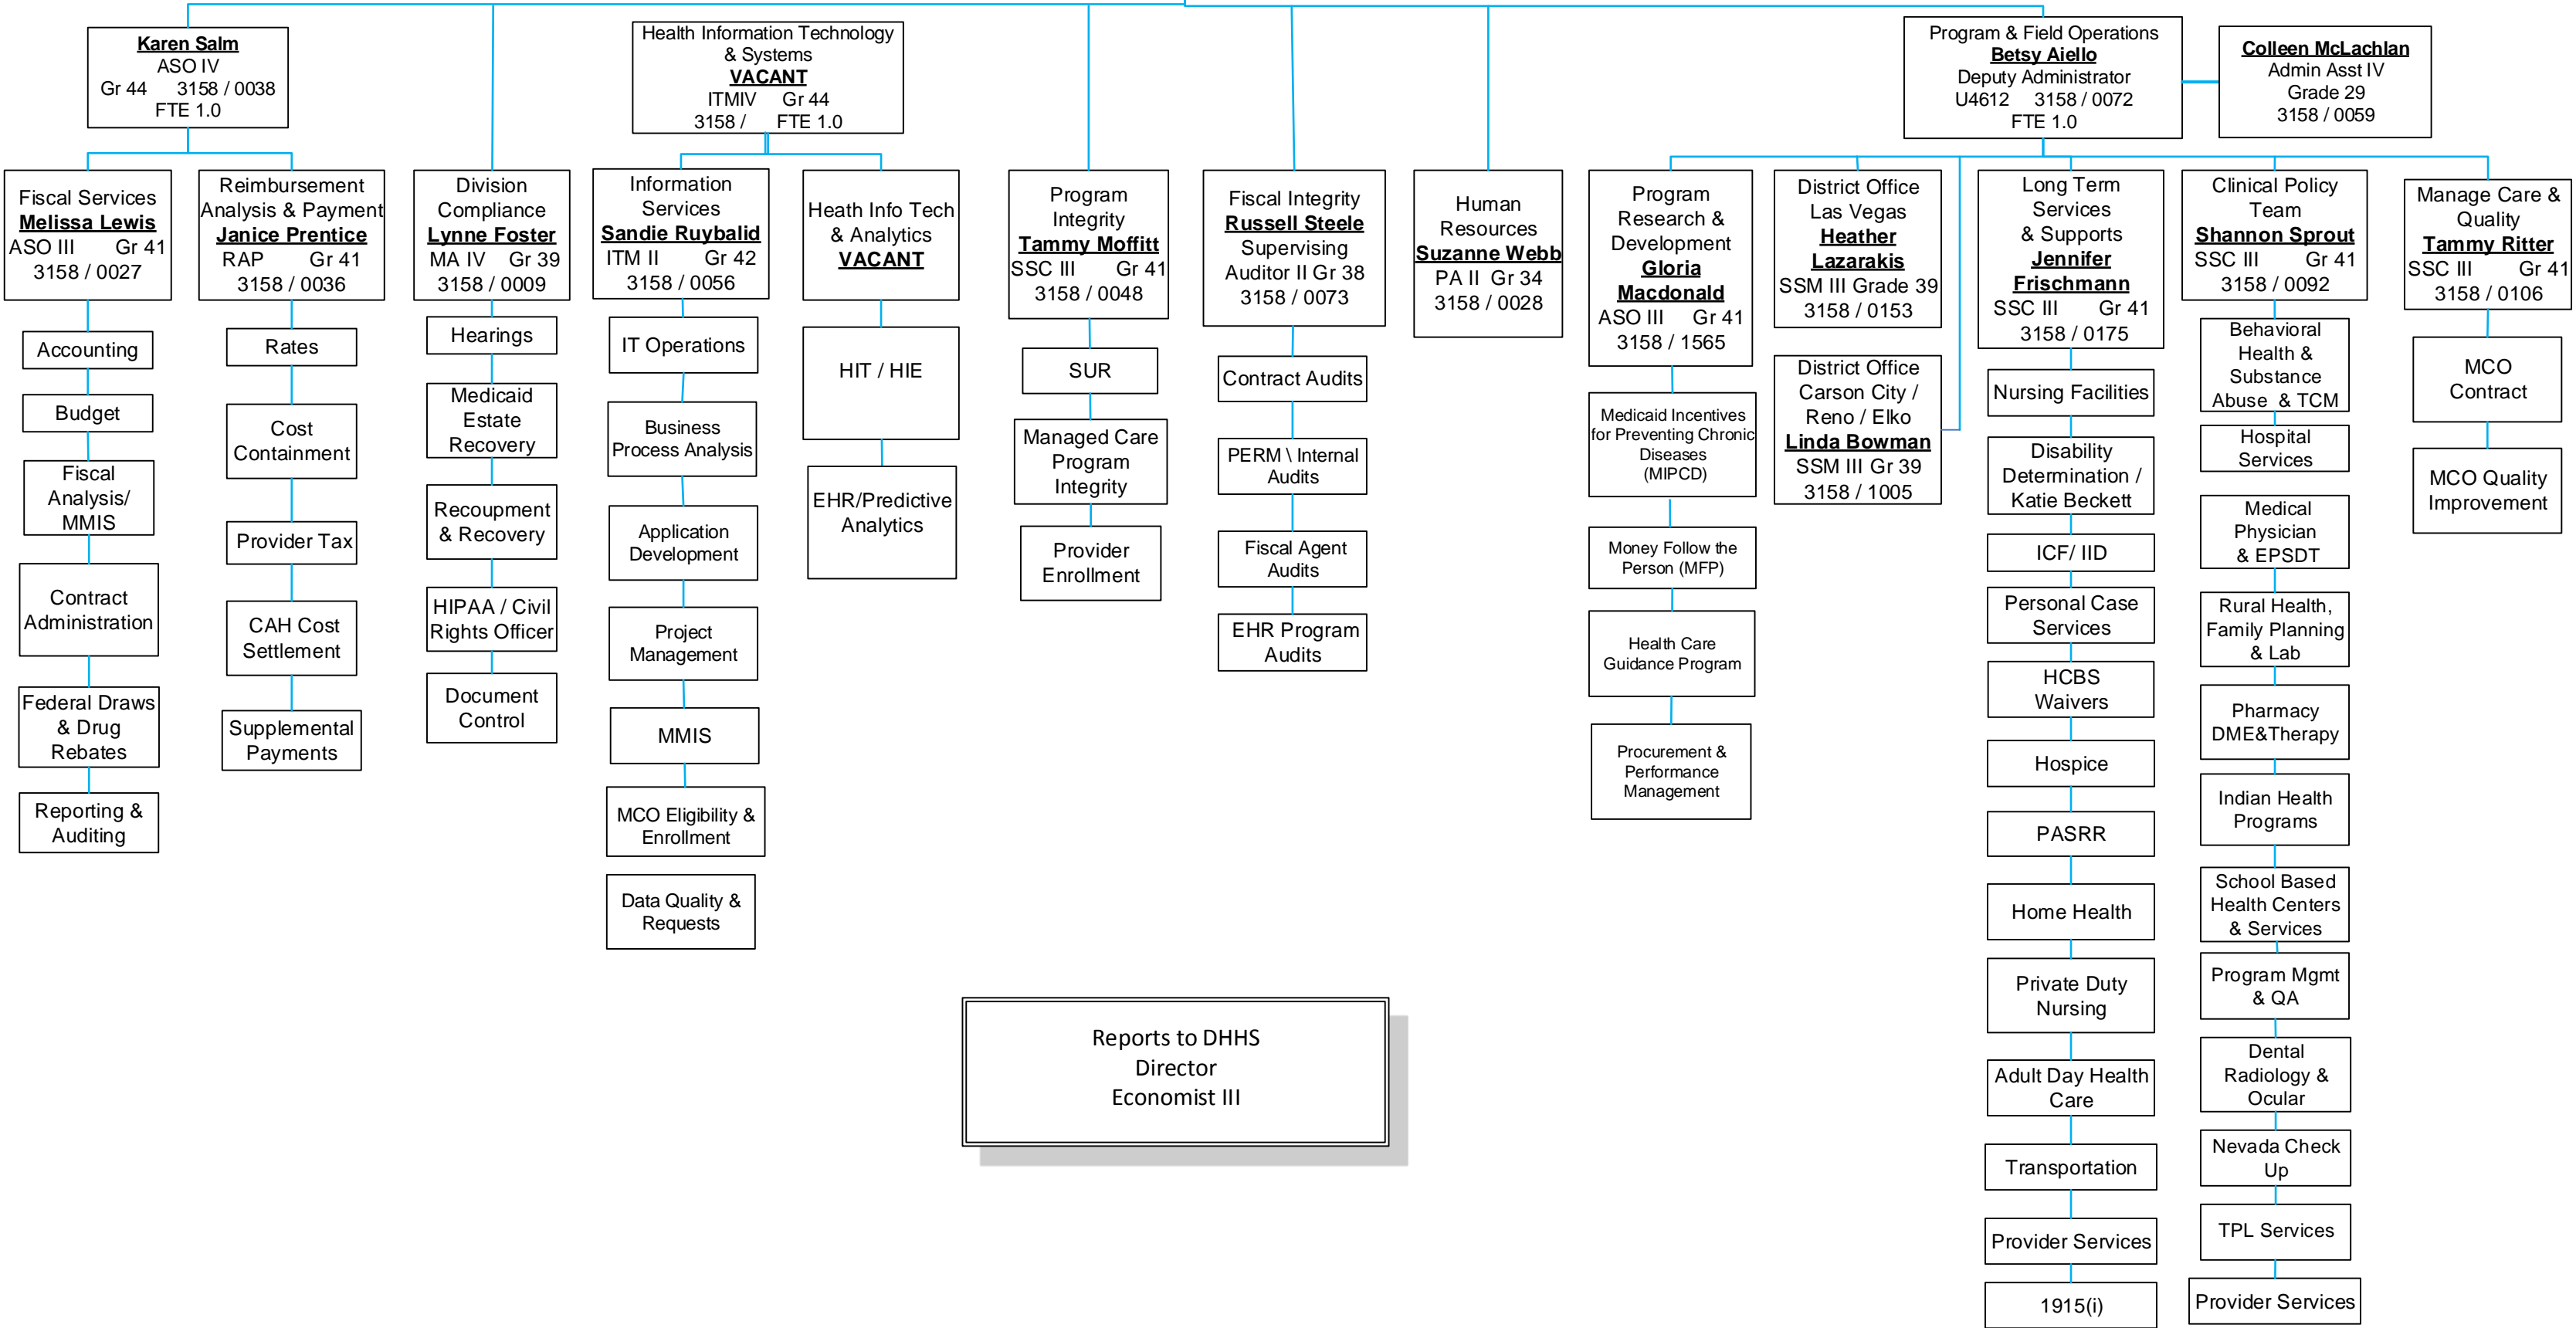 Karen Salm
ASO IV
Gr 44 3158 / 0038
FTE 1.0
Health Information Technology
& Systems
VACANT
ITMIV Gr 44
3158 / FTE 1.0
Program & Field Operations
Betsy Aiello
Deputy Administrator
U4612 3158 / 0072
FTE 1.0
Colleen McLachlan
Admin Asst IV
Grade 29
3158 / 0059
Fiscal Services
Melissa Lewis
ASO III Gr 41
3158 / 0027
Accounting
Budget
Fiscal
Analysis/
MMIS
Contract
Administration
Federal Draws
& Drug
Rebates
Reporting &
Auditing
Reimbursement
Analysis & Payment
Janice Prentice
RAP Gr 41
3158 / 0036
Rates
Cost
Containment
Provider Tax
CAH Cost
Settlement
Supplemental
Payments
Division
Compliance
Lynne Foster
MA IV Gr 39
3158 / 0009
Hearings
Medicaid
Estate
Recovery
Recoupment
& Recovery
HIPAA / Civil
Rights Officer
Document
Control
Information
Services
Sandie Ruybalid
ITM II Gr 42
3158 / 0056
IT Operations
Business
Process Analysis
Application
Development
Project
Management
MMIS
MCO Eligibility &
Enrollment
Data Quality &
Requests
Heath Info Tech
& Analytics
VACANT
HIT / HIE
EHR/Predictive
Analytics
Program
Integrity
Tammy Moffitt
SSC III Gr 41
3158 / 0048
SUR
Managed Care
Program
Integrity
Provider
Enrollment
Fiscal Integrity
Russell Steele
Supervising
Auditor II Gr 38
3158 / 0073
Contract Audits
PERM \ Internal
Audits
Fiscal Agent
Audits
EHR Program
Audits
Human
Resources
Suzanne Webb
PA II Gr 34
3158 / 0028
Program
Research &
Development
Gloria
Macdonald
ASO III Gr 41
3158 / 1565
Medicaid Incentives
for Preventing Chronic
Diseases
(MIPCD)
Money Follow the
Person (MFP)
Health Care
Guidance Program
Procurement &
Performance
Management
District Office
Las Vegas
Heather
Lazarakis
SSM III Grade 39
3158 / 0153
District Office
Carson City /
Reno / Elko
Linda Bowman
SSM III Gr 39
3158 / 1005
Long Term
Services
& Supports
Jennifer
Frischmann
SSC III Gr 41
3158 / 0175
Nursing Facilities
Disability
Determination /
Katie Beckett
ICF/ IID
Personal Case
Services
HCBS
Waivers
Hospice
PASRR
Home Health
Private Duty
Nursing
Adult Day Health
Care
Transportation
Provider Services
1915(i)
Clinical Policy
Team
Shannon Sprout
SSC III Gr 41
3158 / 0092
Behavioral
Health &
Substance
Abuse & TCM
Hospital
Services
Medical
Physician
& EPSDT
Rural Health,
Family Planning
& Lab
Pharmacy
DME&Therapy
Indian Health
Programs
School Based
Health Centers
& Services
Program Mgmt
& QA
Dental
Radiology &
Ocular
Nevada Check
Up
TPL Services
Provider Services
Manage Care &
Quality
Tammy Ritter
SSC III Gr 41
3158 / 0106
MCO
Contract
MCO Quality
Improvement
Reports to DHHS
Director
Economist III